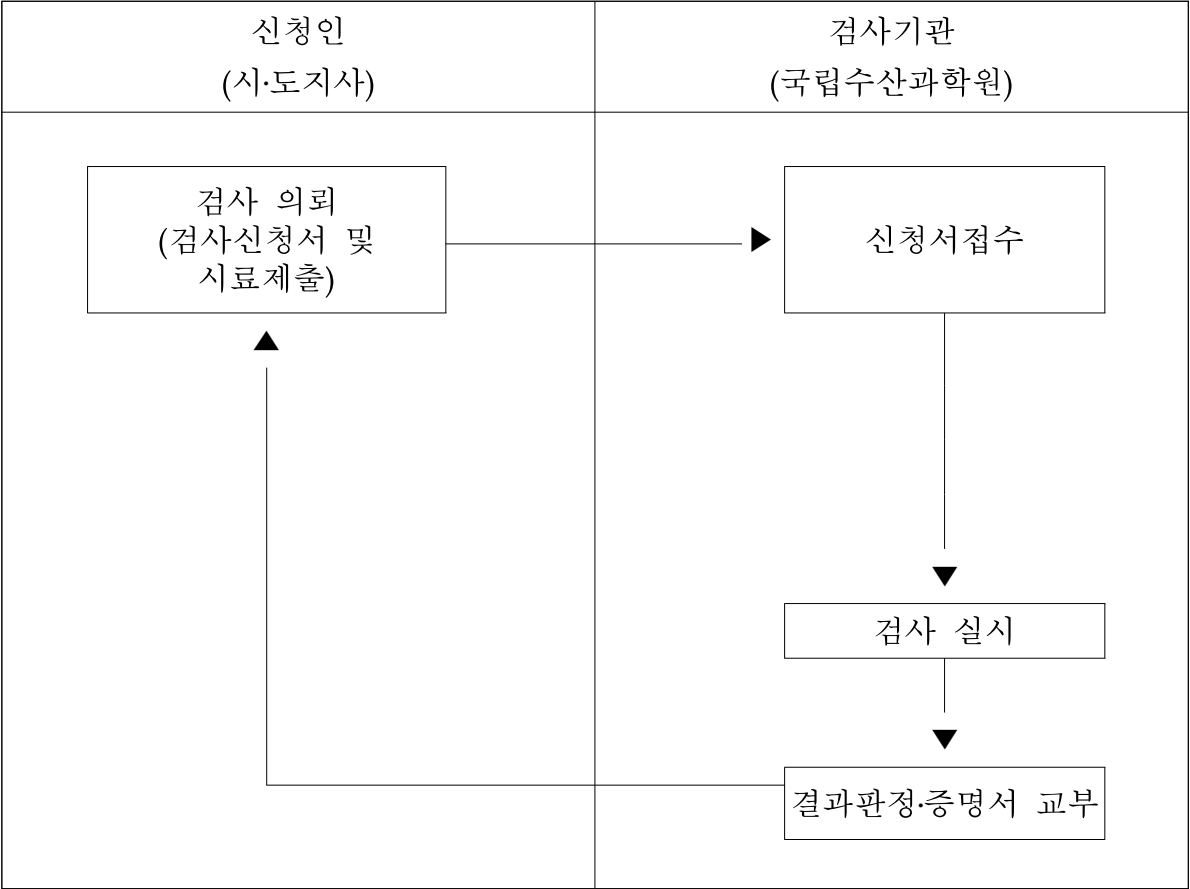 신청인
(시·도지사)
검사기관
(국립수산과학원)
검사 의뢰
(검사신청서 및
시료제출)
신청서접수
검사 실시
결과판정·증명서 교부